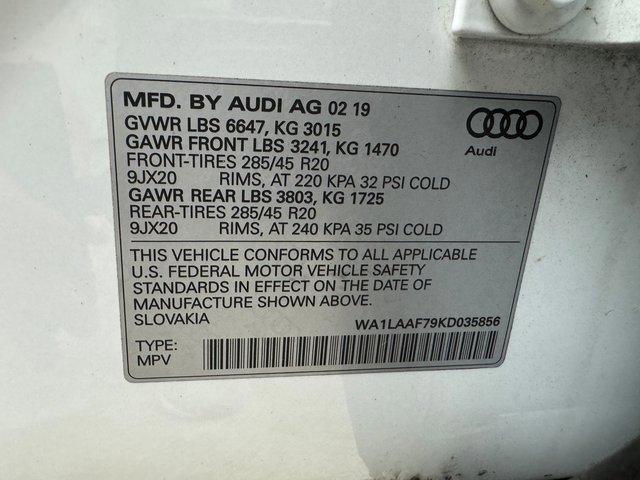 MFD. BY AUDI AG 02 19
GVWR LBS 6647, KG 3015
GAWR FRONT LBS 3241, KG 1470
FRONT-TIRES 285/45 R20
9JX20 RIMS, AT 220 KPA 32 PSI COLD
GAWR REAR LBS 3803, KG 1725
REAR-TIRES 285/45 R20
9JX20 RIMS, AT 240 KPA 35 PSI COLD
Audi
THIS VEHICLE CONFORMS TO ALL APPLICABLE
U.S. FEDERAL MOTOR VEHICLE SAFETY
STANDARDS IN EFFECT ON THE DATE OF
MANUFACTURE SHOWN ABOVE.
SLOVAKIA WA1LAAF79KD035856
TYPE:
MPV